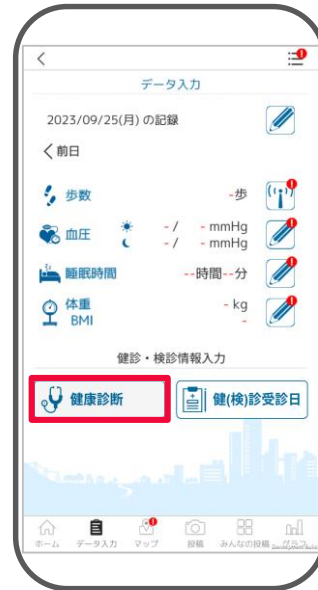 データ入力
2023/09/25(月) の記録
く前日
歩数 -歩
血圧 - / - mmHg
- / - mmHg
睡眠時間 --時間--分
体重 - kg
BMI -
健診・検診情報入力
健康診断 健(検)診受診日
ホーム データ入力 マップ 投稿 みんなの投稿 グラフ
Development Build